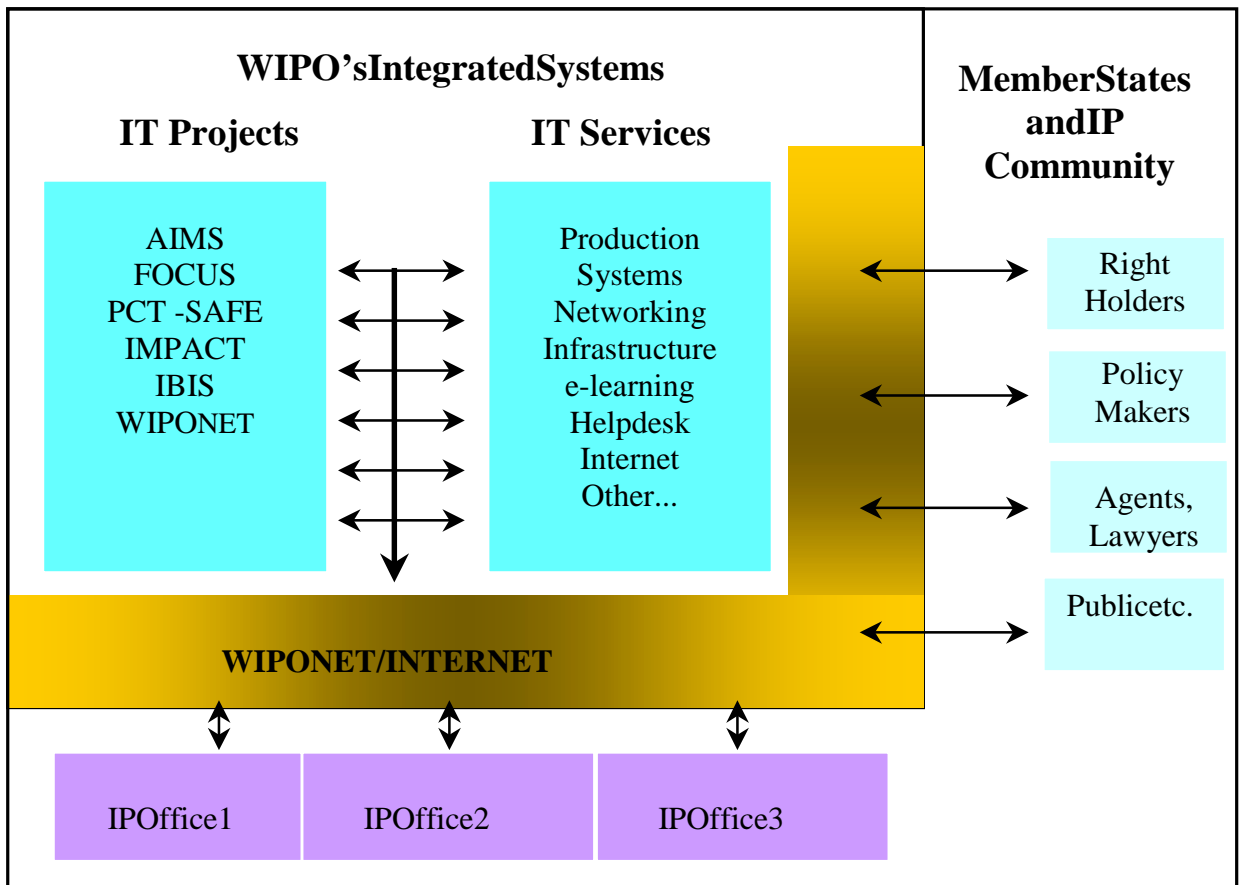 WIPO’sIntegratedSystems
IT Projects
AIMS
FOCUS
PCT -SAFE
IMPACT
IBIS
WIPONET
IT Services
Production
Systems
Networking
Infrastructure
e-learning
Helpdesk
Internet
Other...
MemberStates
andIP
Community
Right
Holders
Policy
Makers
Agents,
Lawyers
Publicetc.
WIPONET/INTERNET
IPOffice1
IPOffice2
IPOffice3